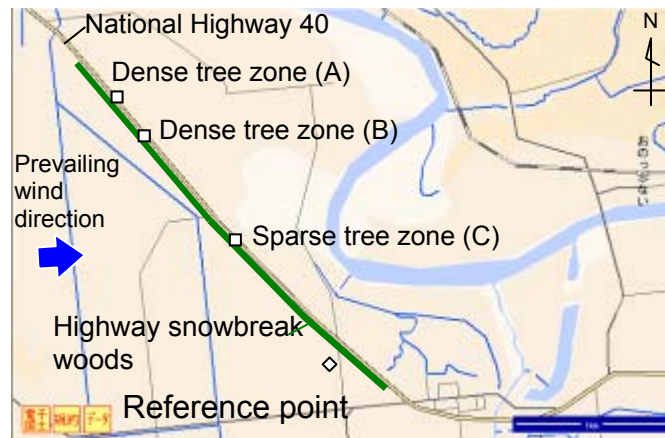 National Highway 40
N
Dense tree zone (A)
Dense tree zone (B)
Prevailing
wind
direction
Sparse tree zone (C)
Highway snowbreak
woods
Reference point